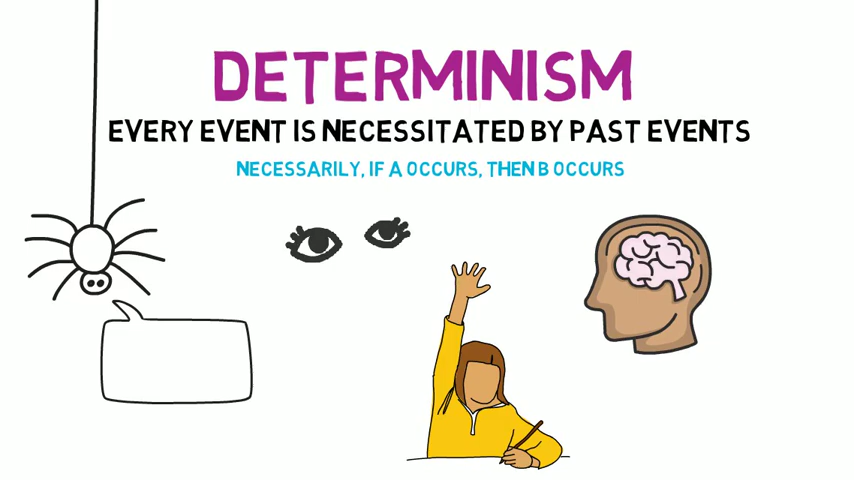 DETERMINISM
EVERY EVENT IS NECESSITATED BY PAST EVENTS
NECESSARILY, IF A OCCURS, THEN B OCCURS